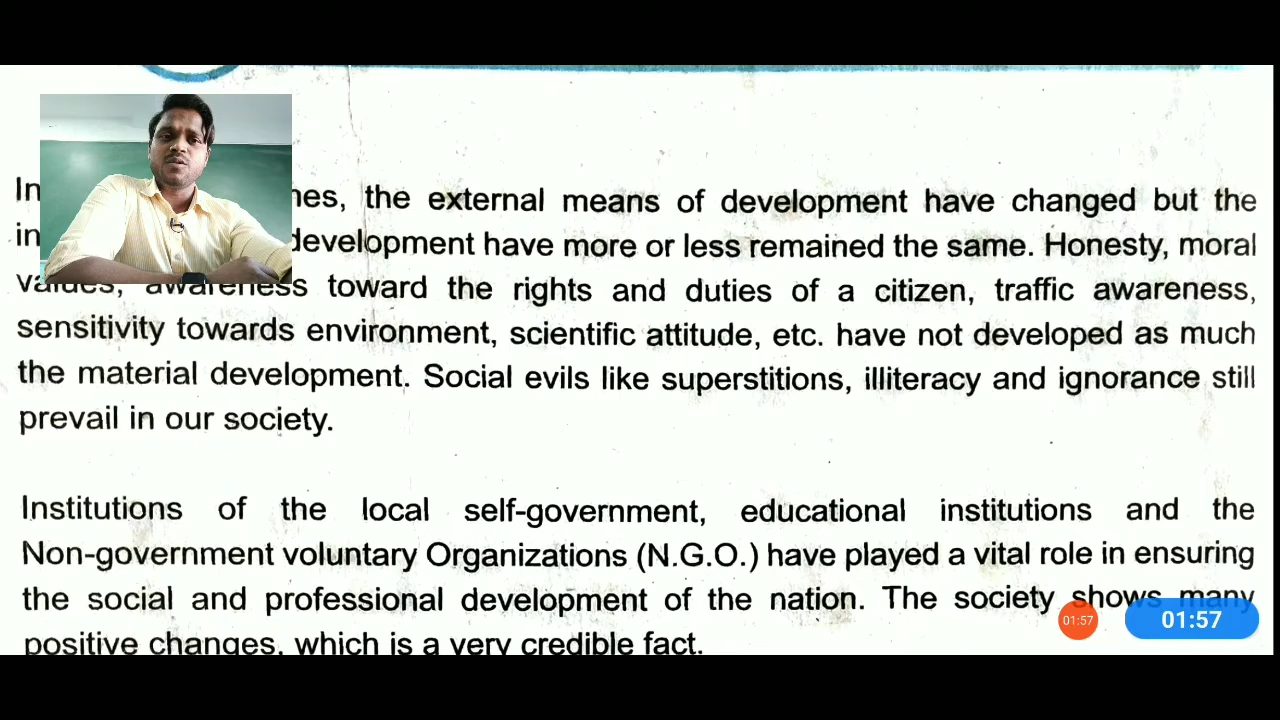 In
the external means of development have changed but the
development have more or less remained the same. Honesty, moral
values, awareness toward the rights and duties of a citizen, traffic awareness,
sensitivity towards environment, scientific attitude, etc. have not developed as much
the material development. Social evils like superstitions, illiteracy and ignorance still
prevail in our society.
Institutions of the local self-government, educational institutions and the
Non-government voluntary Organizations (N.G.O.) have played a vital role in ensuring
the social and professional development of the nation. The society shows many
positive changes, which is a very credible fact.
01:57
01:57